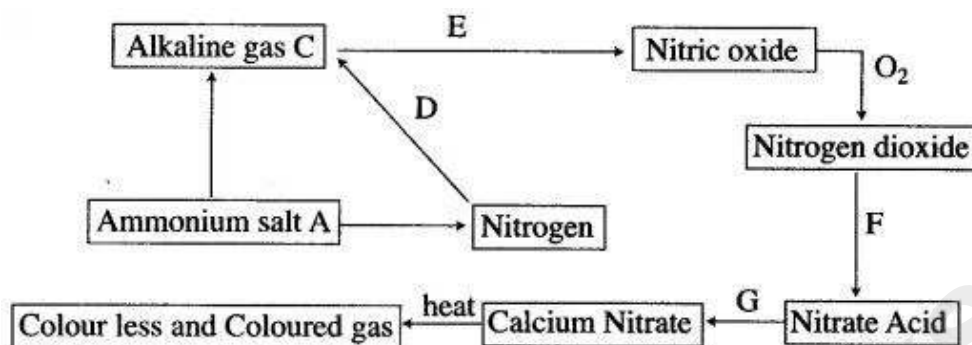 Alkaline gas C
E
Nitric oxide
O2
D
Nitrogen dioxide
Ammonium salt A
Nitrogen
F
Colour less and Coloured gas
heat
Calcium Nitrate
G
Nitrate Acid